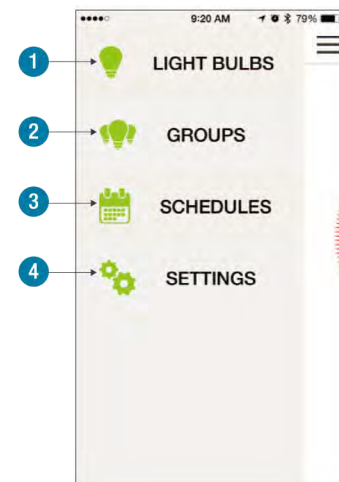 9:20 AM 79%
1 LIGHT BULBS
2 GROUPS
3 SCHEDULES
4 SETTINGS